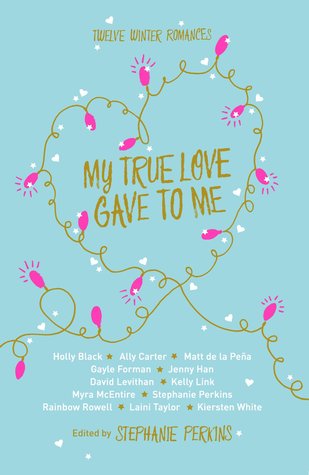 TWELVE WINTER ROMANCES
MY TRUE LOVE
GAVE TO ME
Holly Black ★ Ally Carter ★ Matt de la Peña
Gayle Forman ★ Jenny Han
David Levithan ★ Kelly Link
Myra McEntire ★ Stephanie Perkins
Rainbow Rowell ★ Laini Taylor ★ Kiersten White
Edited by STEPHANIE PERKINS